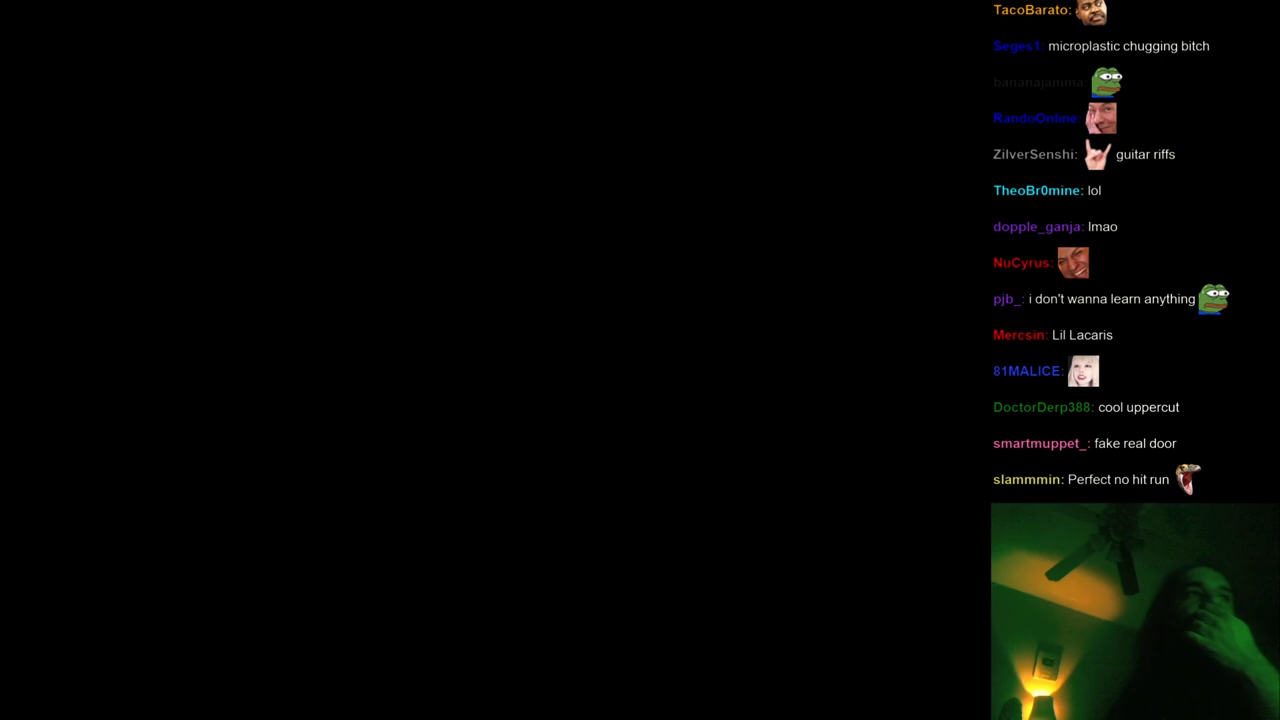 TacoBarato:
Seges1: microplastic chugging bitch
bananajamma:
RandoOnline:
ZilverSenshi: guitar riffs
TheoBr0mine: lol
dopple_ganja: lmao
NuCyrus:
pjb_: i don't wanna learn anything
Mercsin: Lil Lacaris
81MALICE:
DoctorDerp388: cool uppercut
smartmuppet_: fake real door
slammmin: Perfect no hit run